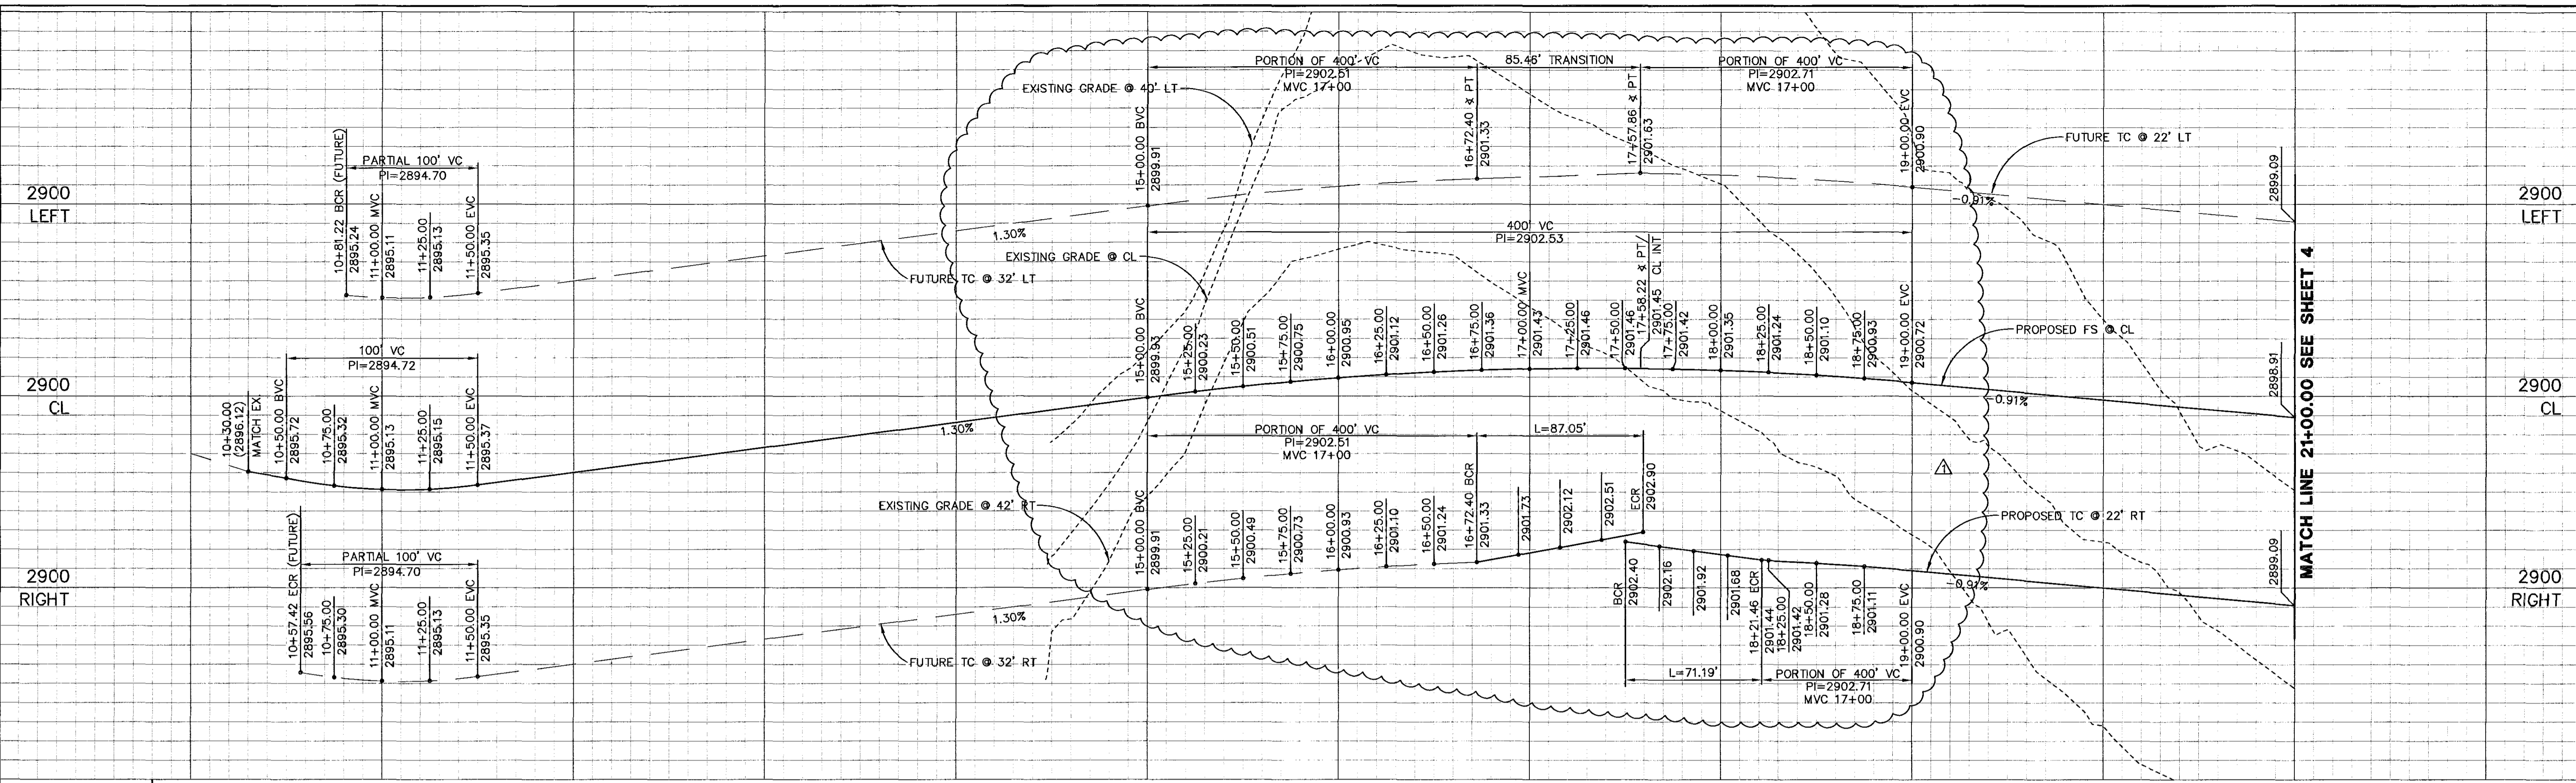 2900
LEFT
10+81.22 BCR (FUTURE)
2895.24
PARTIAL 100' VC
PI=2894.70
11+00.00 MVC
2895.11
11+25.00
2895.13
11+50.00 EVC
2895.35
1.30%
FUTURE TC @ 32' LT
EXISTING GRADE @ 40' LT
15+00.00 BVC
2899.91
PORTION OF 400' VC
PI=2902.51
MVC 17+00
16+72.40 ∡ PT
2901.33
85.46' TRANSITION
17+57.86 ∡ PT
2901.63
PORTION OF 400' VC
PI=2902.71
MVC 17+00
19+00.00 EVC
2900.90
FUTURE TC @ 22' LT
-0.91%
2899.09
2900
LEFT
2900
CL
10+30.00
(2896.12)
MATCH EX.
10+50.00 BVC
2895.72
100' VC
PI=2894.72
10+75.00
2895.32
11+00.00 MVC
2895.13
11+25.00
2895.15
11+50.00 EVC
2895.37
1.30%
EXISTING GRADE @ CL
400' VC
PI=2902.53
15+00.00 BVC
2899.93
15+25.00
2900.23
15+50.00
2900.51
15+75.00
2900.75
16+00.00
2900.95
16+25.00
2901.12
16+50.00
2901.26
16+75.00
2901.36
17+00.00 MVC
2901.43
17+25.00
2901.46
17+50.00
2901.46
17+58.22 ∡ PT/
2901.45 CL INT
17+75.00
2901.42
18+00.00
2901.35
18+25.00
2901.24
18+50.00
2901.10
18+75.00
2900.93
19+00.00 EVC
2900.72
PROPOSED FS @ CL
-0.91%
2898.91
2900
CL
MATCH LINE 21+00.00 SEE SHEET 4
2900
RIGHT
10+57.42 ECR (FUTURE)
2895.56
PARTIAL 100' VC
PI=2894.70
10+75.00
2895.30
11+00.00 MVC
2895.11
11+25.00
2895.13
11+50.00 EVC
2895.35
1.30%
FUTURE TC @ 32' RT
EXISTING GRADE @ 42' RT
PORTION OF 400' VC
PI=2902.51
MVC 17+00
L=87.05'
15+00.00 BVC
2899.91
15+25.00
2900.21
15+50.00
2900.49
15+75.00
2900.73
16+00.00
2900.93
16+25.00
2901.10
16+50.00
2901.24
16+72.40 BCR
2901.33
2901.73
2902.12
2902.51
ECR
2902.90
BCR
2902.40
2902.16
2901.92
2901.68
18+21.46 ECR
2901.44
18+25.00
2901.42
18+50.00
2901.28
18+75.00
2901.11
19+00.00 EVC
2900.90
L=71.19'
PORTION OF 400' VC
PI=2902.71
MVC 17+00
1
PROPOSED TC @ 22' RT
-0.91%
2899.09
2900
RIGHT